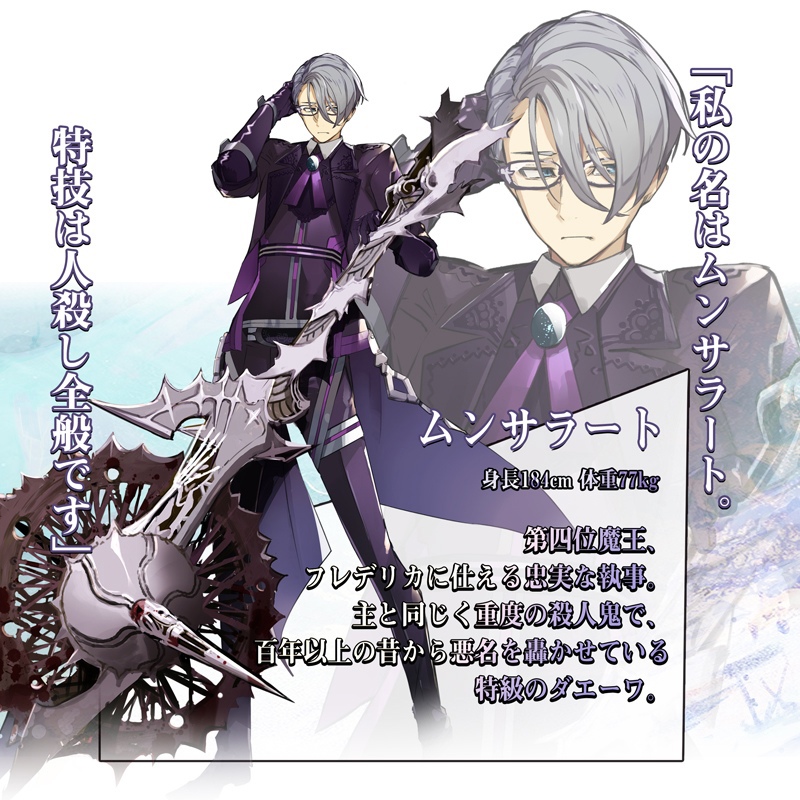 「私の名はムンサラート。
特技は人殺し全般です」
ムンサラート
身長184cm 体重77kg
第四位魔王、
フレデリカに仕える忠実な執事。
主と同じく重度の殺人鬼で、
百年以上の昔から悪名を轟かせている
特級のダエーワ。